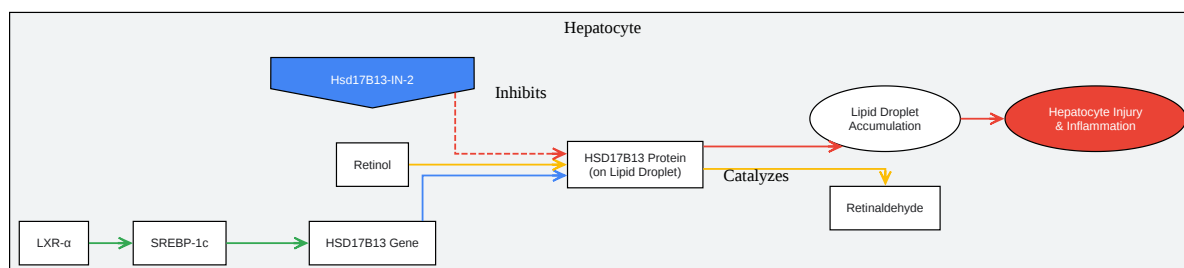 Hepatocyte
Hsd17B13-IN-2
Inhibits
Lipid Droplet
Accumulation
Hepatocyte Injury
& Inflammation
Retinol
HSD17B13 Protein
(on Lipid Droplet)
Catalyzes
Retinaldehyde
LXR-α
SREBP-1c
HSD17B13 Gene